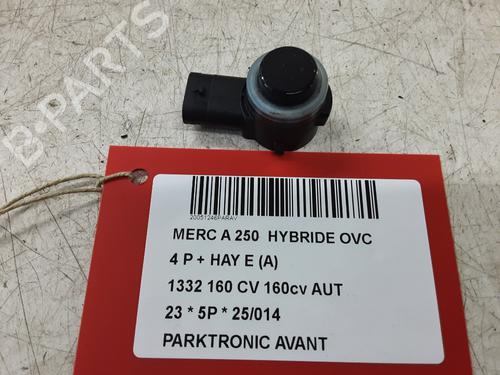 B-PARTS
20051246PARAV
MERC A 250 HYBRIDE OVC
4 P + HAY E (A)
1332 160 CV 160cv AUT
23 * 5P * 25/014
PARKTRONIC AVANT